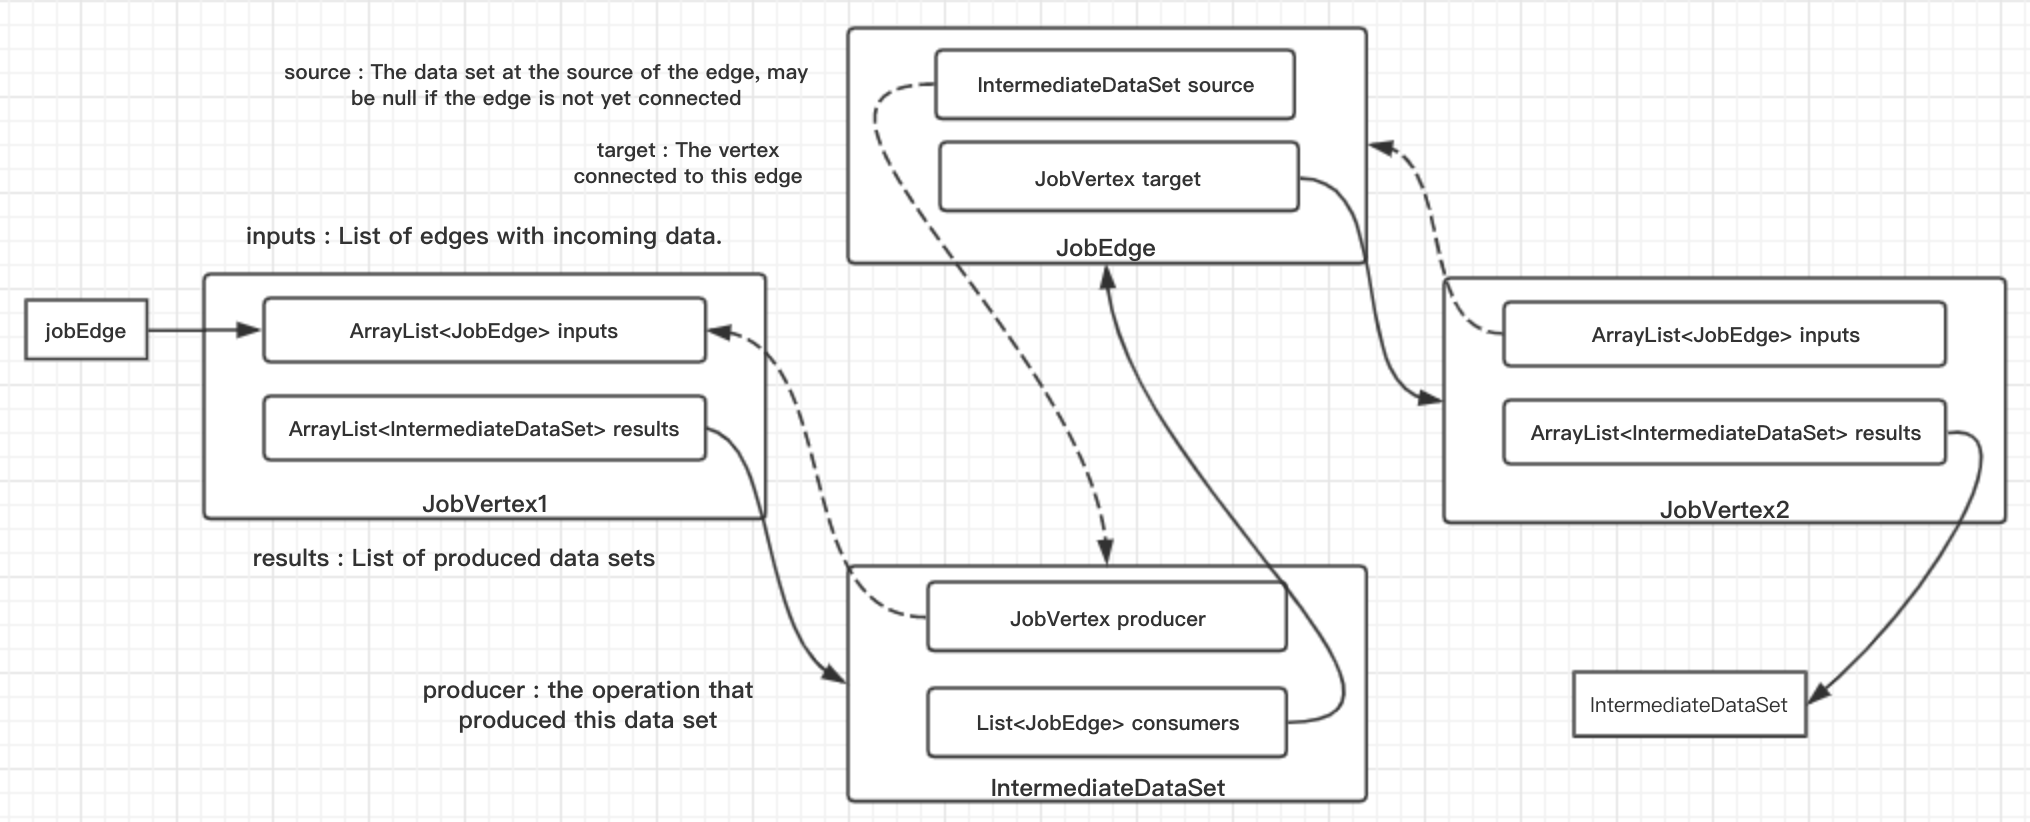 source : The data set at the source of the edge, may
be null if the edge is not yet connected
target : The vertex
connected to this edge
inputs : List of edges with incoming data.
IntermediateDataSet source
JobVertex target
JobEdge
jobEdge
ArrayList<JobEdge> inputs
ArrayList<IntermediateDataSet> results
JobVertex1
results : List of produced data sets
ArrayList<JobEdge> inputs
ArrayList<IntermediateDataSet> results
JobVertex2
producer : the operation that
produced this data set
JobVertex producer
List<JobEdge> consumers
IntermediateDataSet
IntermediateDataSet